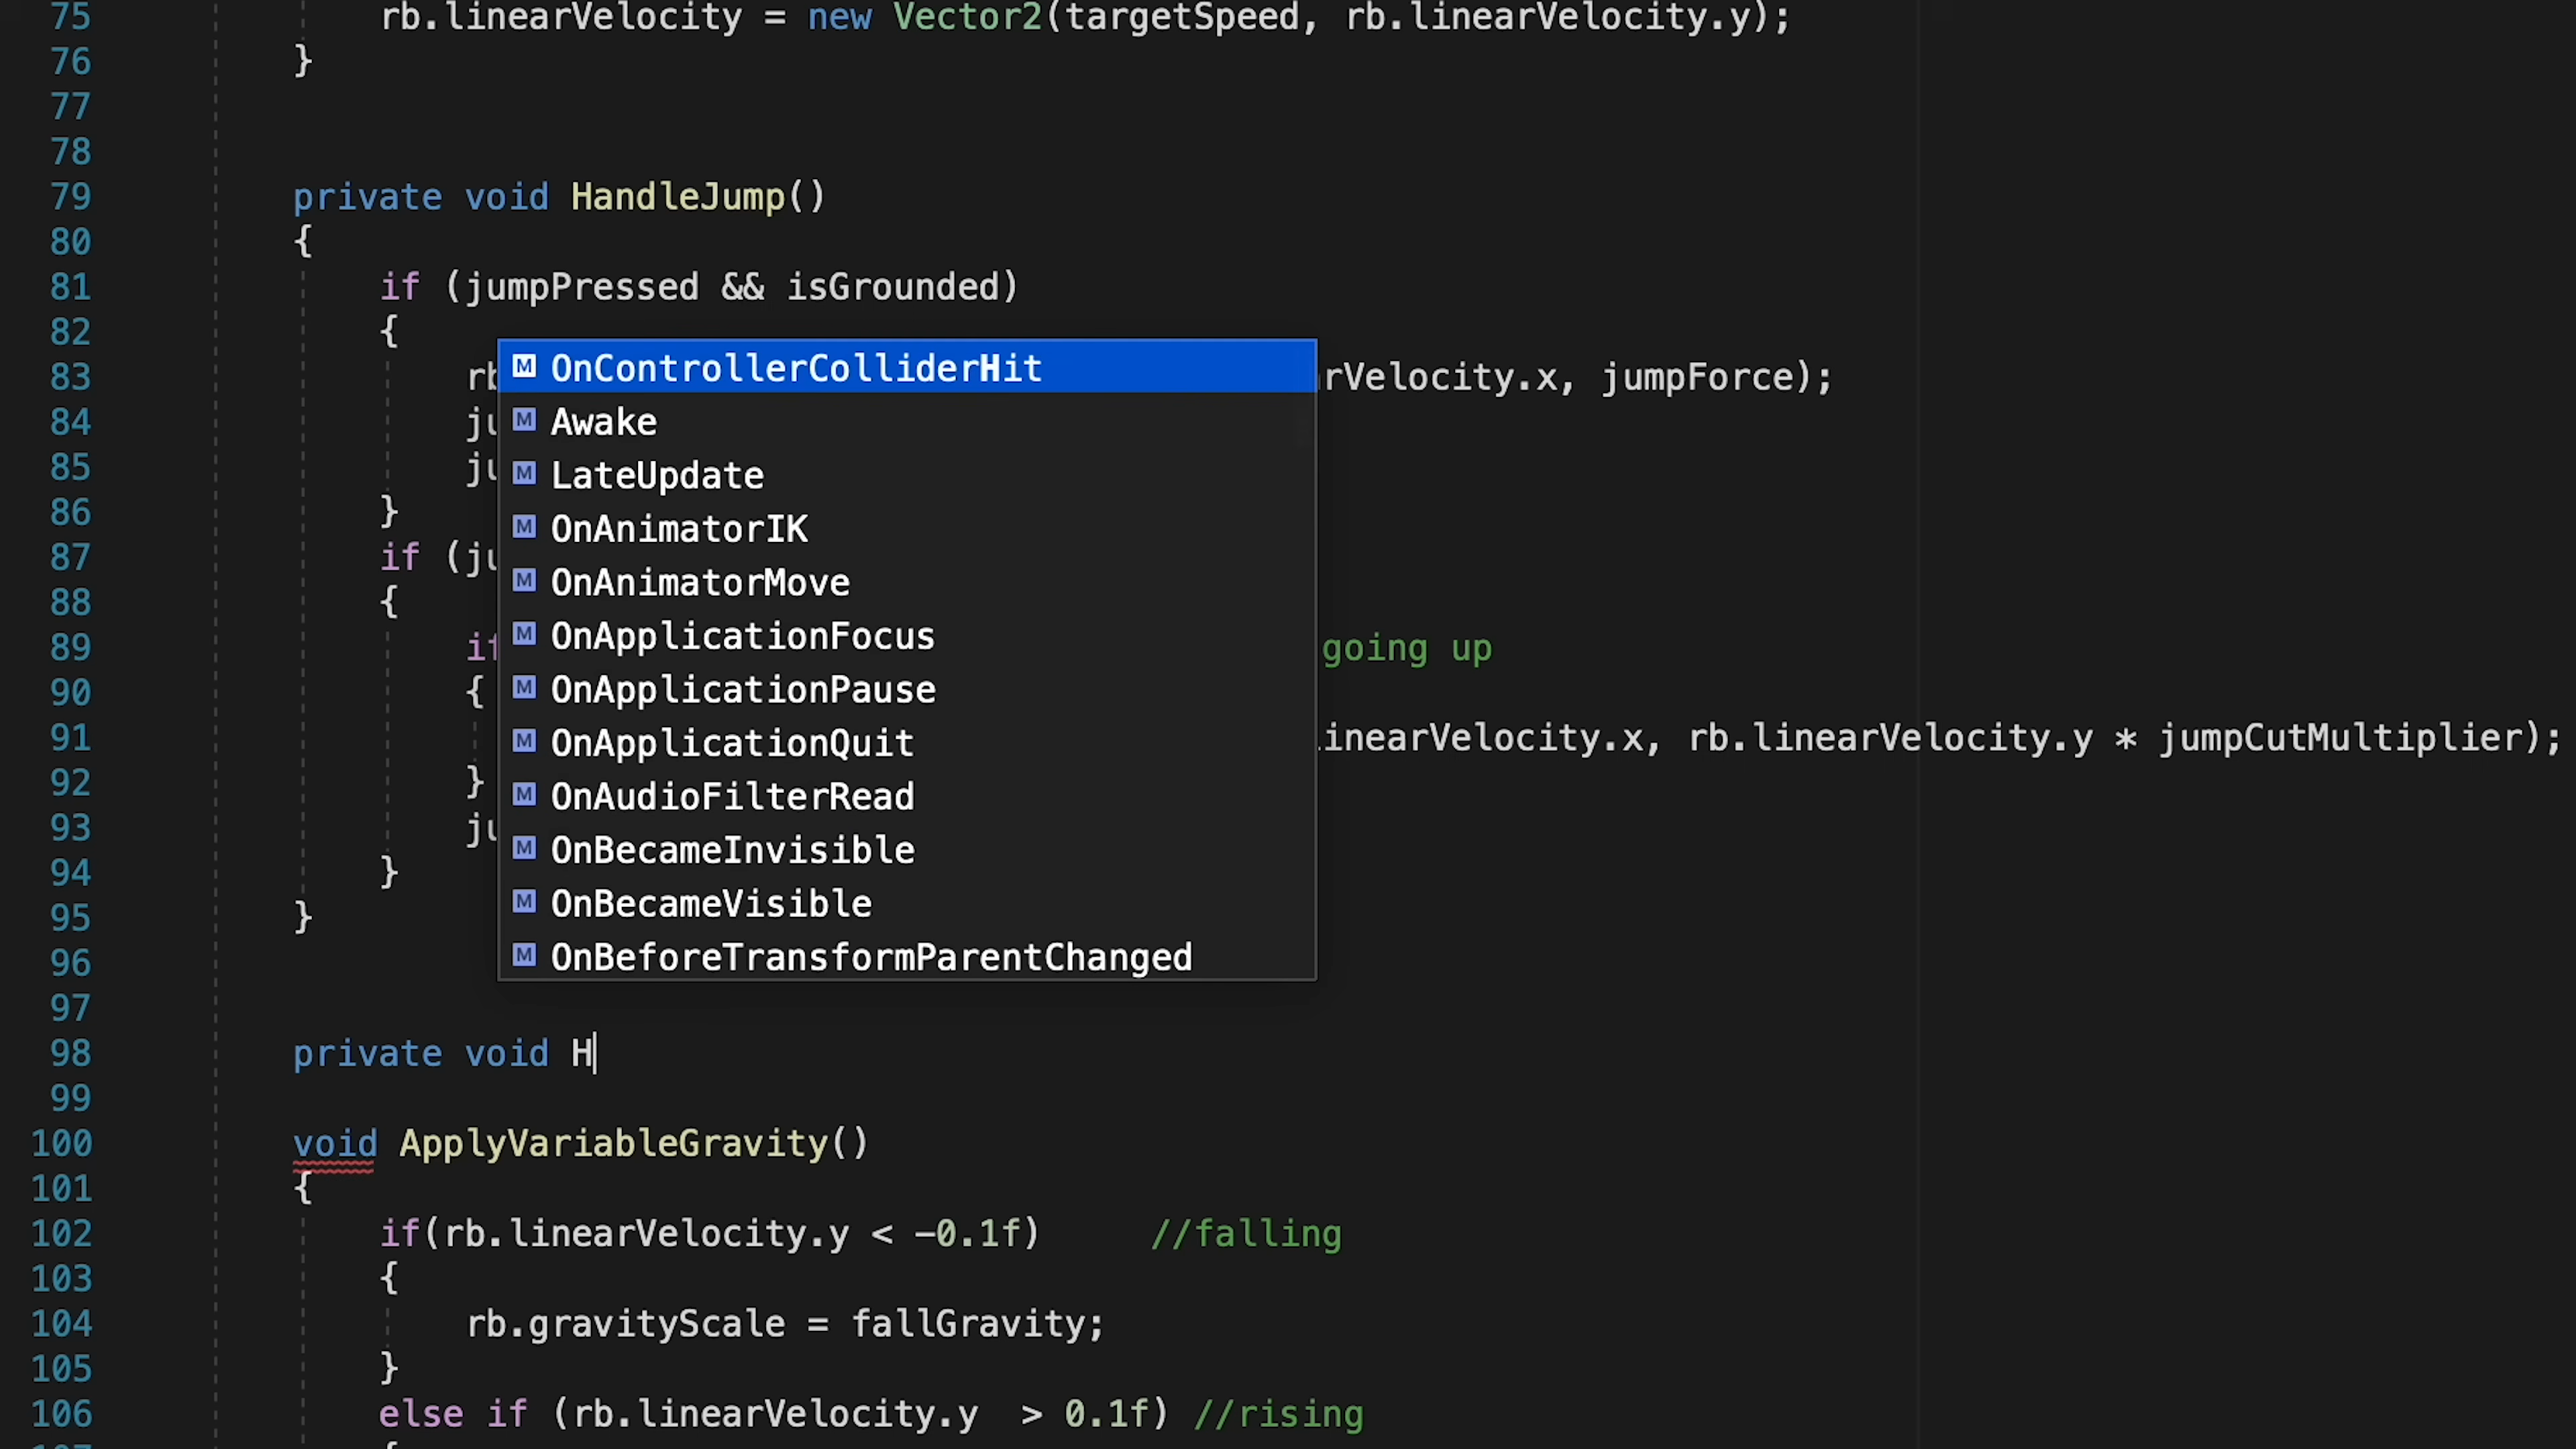 75 rb.linearVelocity = new Vector2(targetSpeed, rb.linearVelocity.y);
76 }
77
78
79 private void HandleJump()
80 {
81 if (jumpPressed && isGrounded)
82 {
83 rb OnControllerColliderHit rVelocity.x, jumpForce);
Awake
84 ju
LateUpdate
85 ju
86 }
OnAnimatorIK
87 if (ju
OnAnimatorMove
88 {
OnApplicationFocus
89 if going up
90 { OnApplicationPause
91 linearVelocity.x, rb.linearVelocity.y * jumpCutMultiplier);
OnApplicationQuit
92 }
OnAudioFilterRead
93 ju
OnBecameInvisible
94 }
OnBecameVisible
95 }
96 OnBeforeTransformParentChanged
97
98 private void H
99
100 void ApplyVariableGravity()
101 {
102 if(rb.linearVelocity.y < -0.1f) //falling
103 {
104 rb.gravityScale = fallGravity;
105 }
106 else if (rb.linearVelocity.y > 0.1f) //rising
107 {